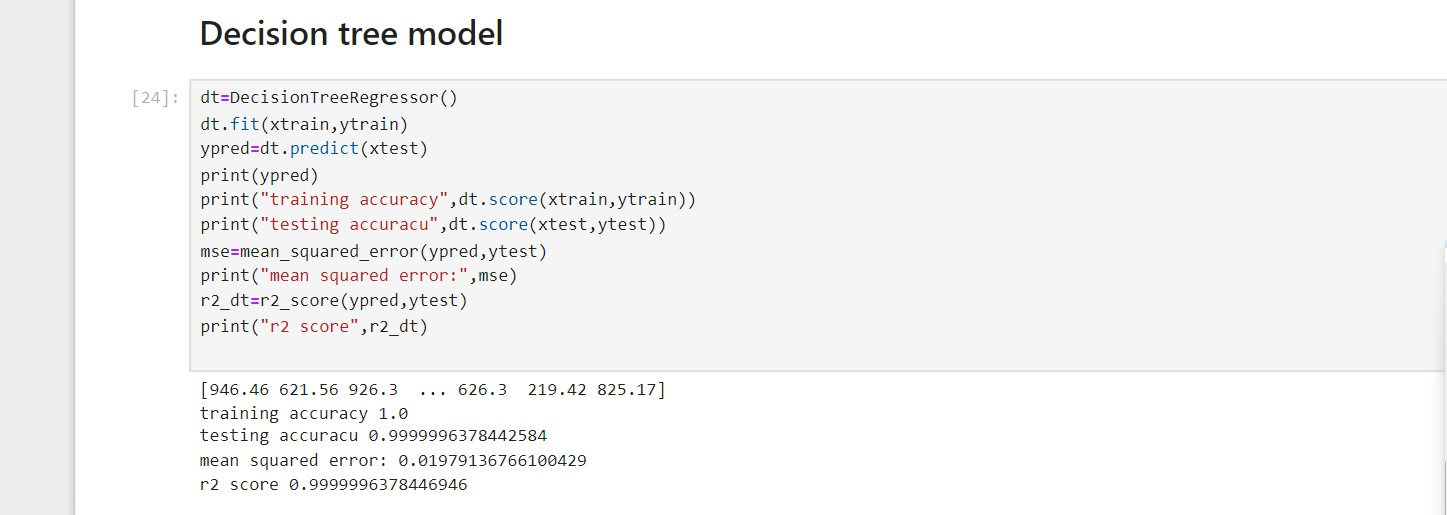 Decision tree model
[24]:
dt=DecisionTreeRegressor()
dt.fit(xtrain,ytrain)
ypred=dt.predict(xtest)
print(ypred)
print("training accuracy",dt.score(xtrain,ytrain))
print("testing accuracu",dt.score(xtest,ytest))
mse=mean_squared_error(ypred,ytest)
print("mean squared error:",mse)
r2_dt=r2_score(ypred,ytest)
print("r2 score",r2_dt)
[946.46 621.56 926.3  ... 626.3  219.42 825.17]
training accuracy 1.0
testing accuracu 0.9999996378442584
mean squared error: 0.01979136766100429
r2 score 0.9999996378446946